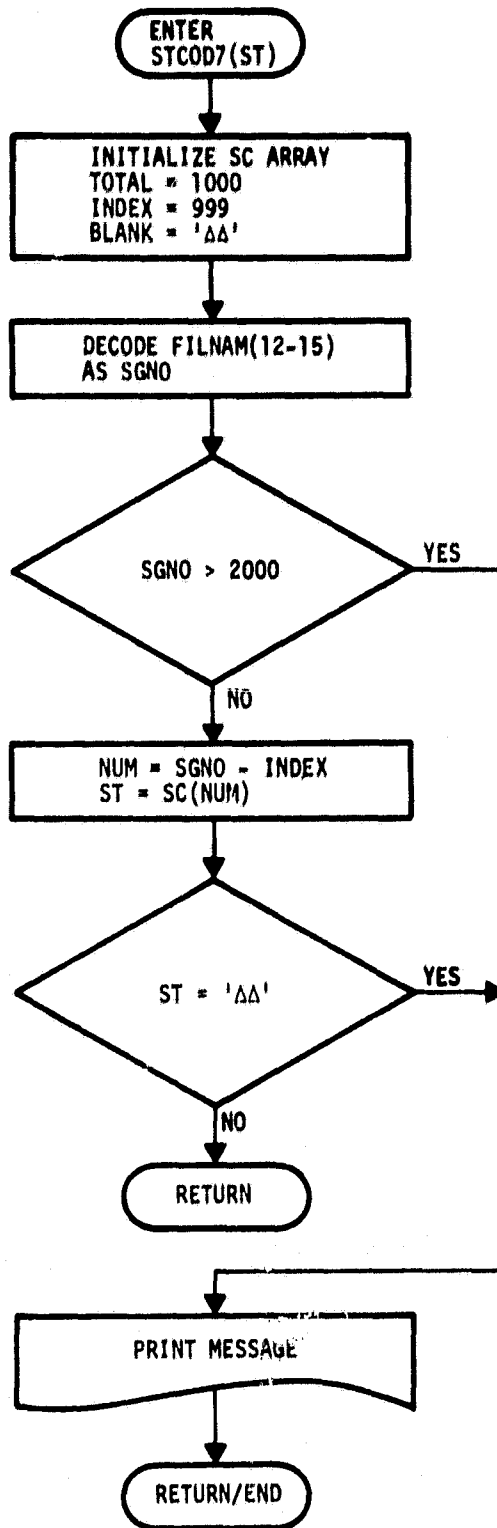 ENTER
STCOD7(ST)
INITIALIZE SC ARRAY
TOTAL = 1000
INDEX = 999
BLANK = 'ΔΔ'
DECODE FILNAM(12-15)
AS SGNO
SGNO > 2000
YES
NO
NUM = SGNO - INDEX
ST = SC(NUM)
ST = 'ΔΔ'
YES
NO
RETURN
PRINT MESSAGE
RETURN/END